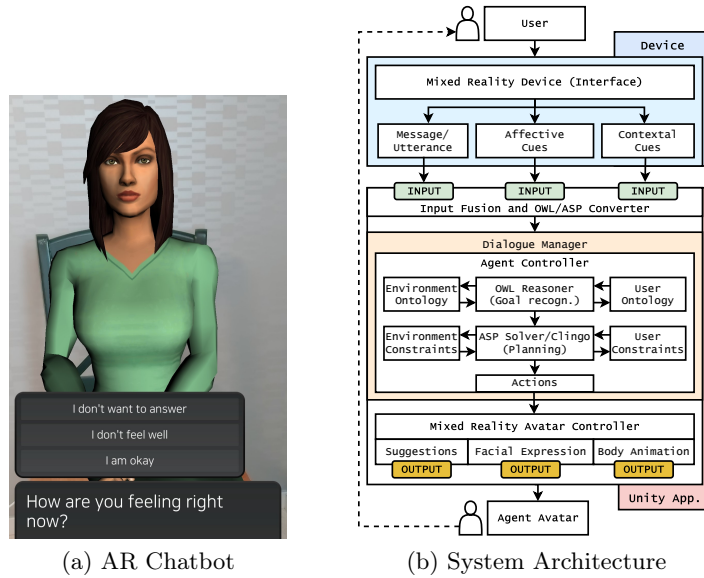 I don't want to answer
I don't feel well
I am okay
How are you feeling right
now?
(a) AR Chatbot
User
Device
Mixed Reality Device (Interface)
Message/
Utterance
Affective
Cues
Contextal
Cues
INPUT
INPUT
INPUT
Input Fusion and OWL/ASP Converter
Dialogue Manager
Agent Controller
Environment
Ontology
OWL Reasoner
(Goal recogn.)
User
Ontology
Environment
Constraints
ASP Solver/Clingo
(Planning)
User
Constraints
Actions
Mixed Reality Avatar Controller
Suggestions
Facial Expression
Body Animation
OUTPUT
OUTPUT
OUTPUT
Unity App.
Agent Avatar
(b) System Architecture